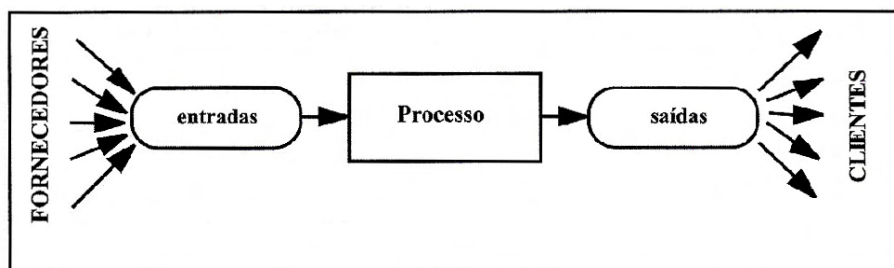 FORNECEDORES
entradas
Processo
saídas
CLIENTES